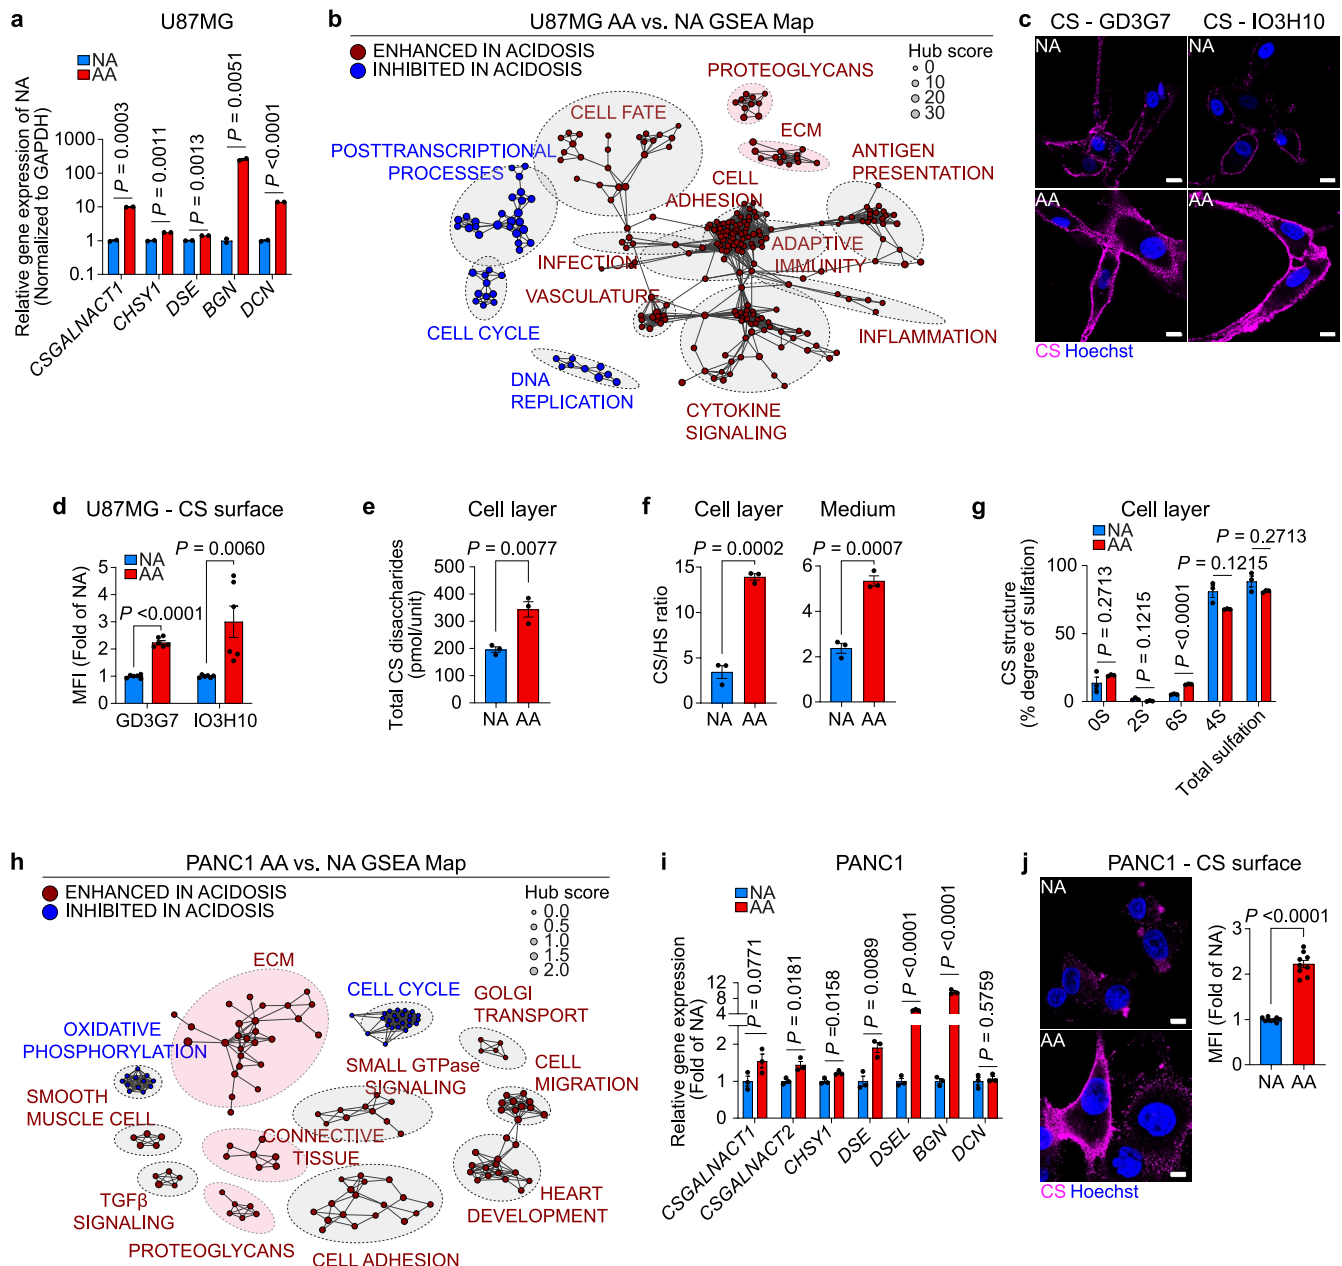 a
U87MG
NA
AA
Relative gene expression of NA
(Normalized to GAPDH)
1000
100
10
1
0.1
P = 0.0003
P = 0.0011
P = 0.0013
P = 0.0051
P <0.0001
CSGALNACT1
CHSY1
DSE
BGN
DCN
b
U87MG AA vs. NA GSEA Map
ENHANCED IN ACIDOSIS
INHIBITED IN ACIDOSIS
Hub score
0
10
20
30
PROTEOGLYCANS
CELL FATE
ECM
POSTTRANSCRIPTIONAL
PROCESSES
ANTIGEN
PRESENTATION
CELL
ADHESION
ADAPTIVE
IMMUNITY
INFECTION
VASCULATURE
CELL CYCLE
INFLAMMATION
DNA
REPLICATION
CYTOKINE
SIGNALING
c
CS - GD3G7
CS - IO3H10
NA
NA
AA
AA
CS Hoechst
d
U87MG - CS surface
NA
AA
P = 0.0060
P <0.0001
MFI (Fold of NA)
5
4
3
2
1
0
GD3G7
IO3H10
e
Cell layer
P = 0.0077
Total CS disaccharides
(pmol/unit)
500
400
300
200
100
0
NA
AA
f
Cell layer
Medium
P = 0.0002
P = 0.0007
CS/HS ratio
15
10
5
0
NA
AA
6
4
2
0
NA
AA
g
Cell layer
NA
AA
CS structure
(% degree of sulfation)
100
50
0
P = 0.2713
P = 0.1215
P <0.0001
P = 0.1215
P = 0.2713
0S
2S
6S
4S
Total sulfation
h
PANC1 AA vs. NA GSEA Map
ENHANCED IN ACIDOSIS
INHIBITED IN ACIDOSIS
Hub score
0.0
0.5
1.0
1.5
2.0
ECM
CELL CYCLE
GOLGI
TRANSPORT
OXIDATIVE
PHOSPHORYLATION
SMALL GTPase
SIGNALING
CELL
MIGRATION
SMOOTH
MUSCLE CELL
CONNECTIVE
TISSUE
TGFβ
SIGNALING
HEART
DEVELOPMENT
PROTEOGLYCANS
CELL ADHESION
i
PANC1
NA
AA
Relative gene expression
(Fold of NA)
12
8
4
2
1
0
P = 0.0771
P = 0.0181
P =0.0158
P = 0.0089
P <0.0001
P <0.0001
P = 0.5759
CSGALNACT1
CSGALNACT2
CHSY1
DSE
DSEL
BGN
DCN
j
PANC1 - CS surface
NA
AA
CS Hoechst
P <0.0001
MFI (Fold of NA)
3
2
1
0
NA
AA